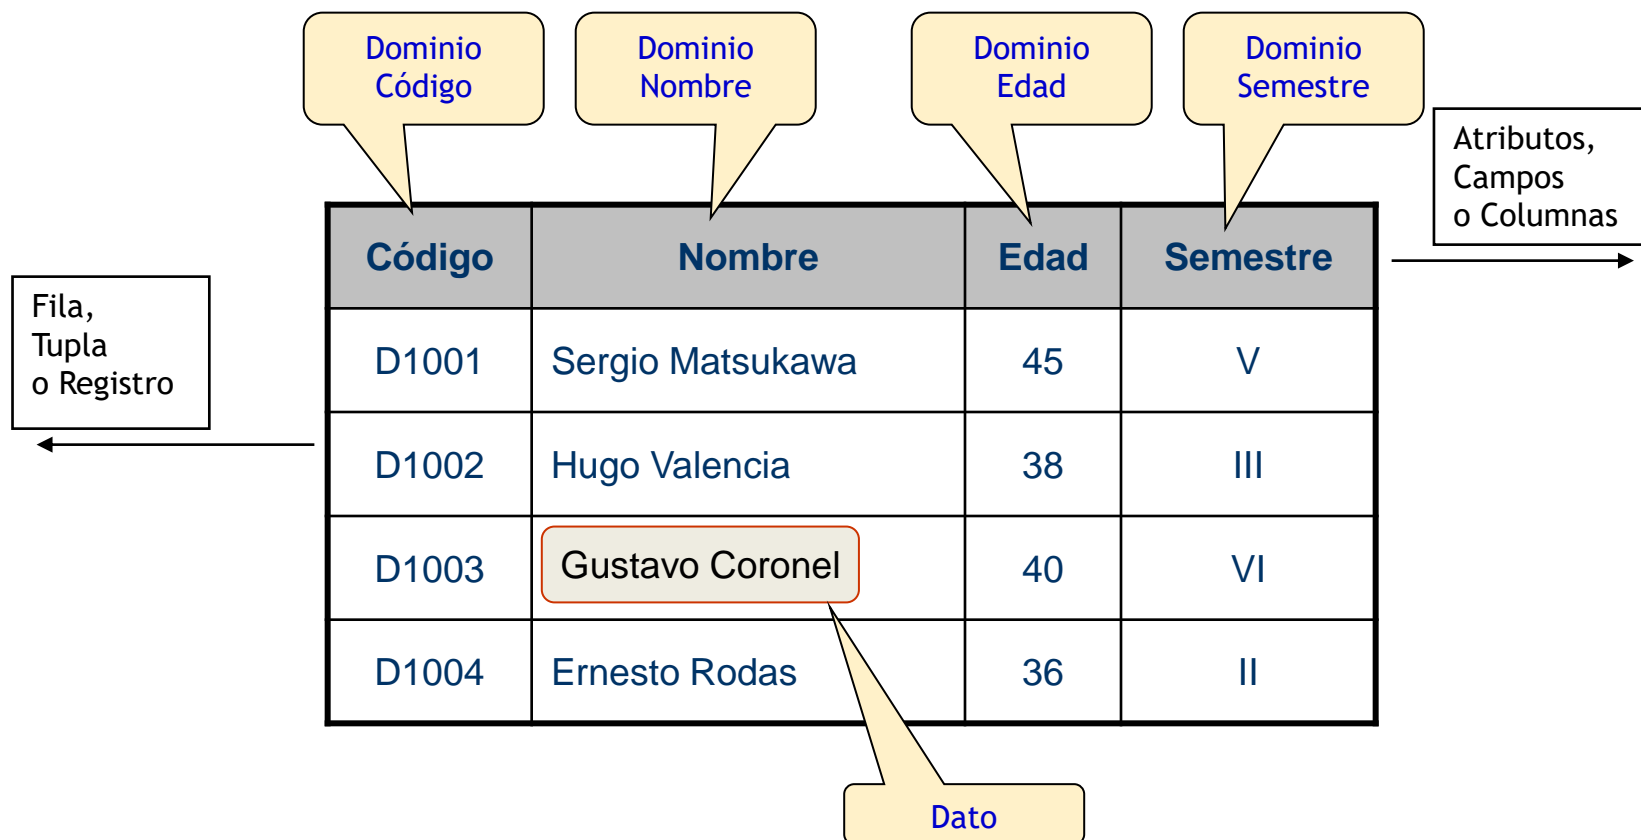 Dominio
Código
Dominio
Nombre
Dominio
Edad
Dominio
Semestre
Atributos,
Campos
o Columnas
Fila,
Tupla
o Registro
Código Nombre Edad Semestre
D1001 Sergio Matsukawa 45 V
D1002 Hugo Valencia 38 III
D1003 Gustavo Coronel 40 VI
D1004 Ernesto Rodas 36 II
Dato